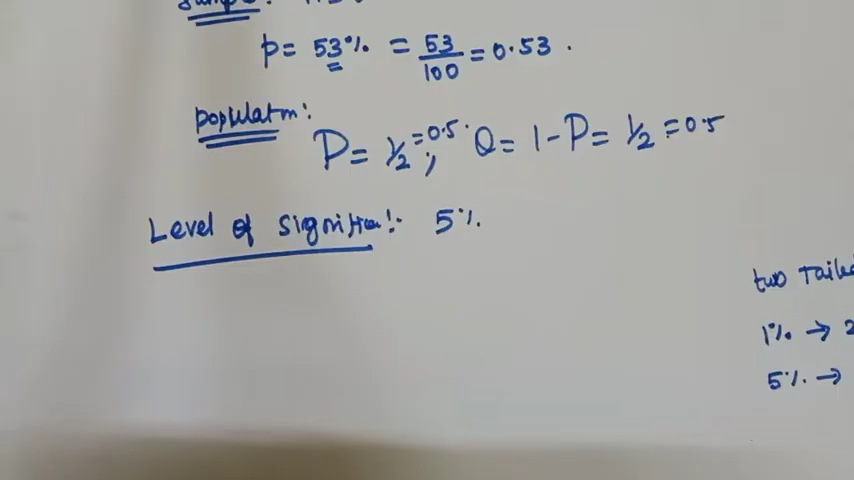 p = 53% = 53/100 = 0.53 .
populatn:
P = 1/2 = 0.5 ; Q = 1 - P = 1/2 = 0.5
Level of :- 5%.
two Taile
1% → 2
5% →